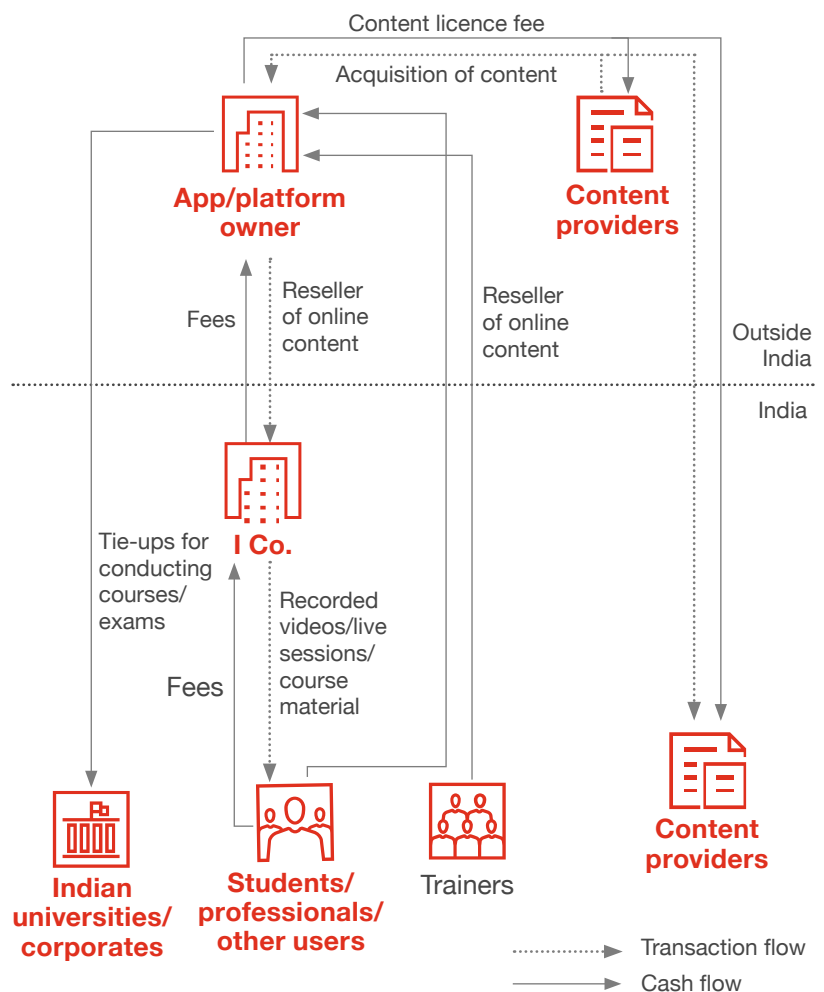 Content licence fee
Acquisition of content
App/platform
owner
Content
providers
Fees
Reseller
of online
content
Reseller
of online
content
Outside
India
India
I Co.
Tie-ups for
conducting
courses/
exams
Recorded
videos/live
sessions/
course
material
Fees
Indian
universities/
corporates
Students/
professionals/
other users
Trainers
Content
providers
Transaction flow
Cash flow